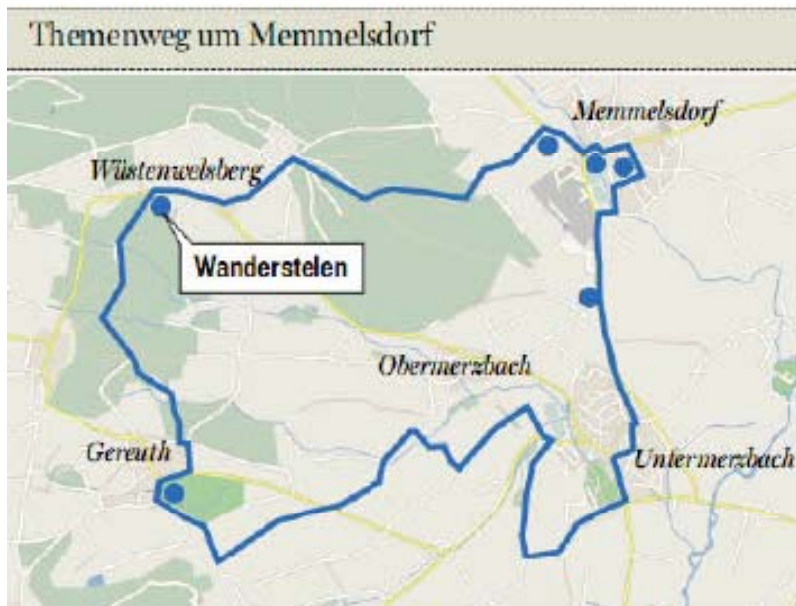 Themenweg um Memmelsdorf
Memmelsdorf
Wüstenwelsberg
Wanderstelen
Obermerzbach
Gereuth
Untermerzbach